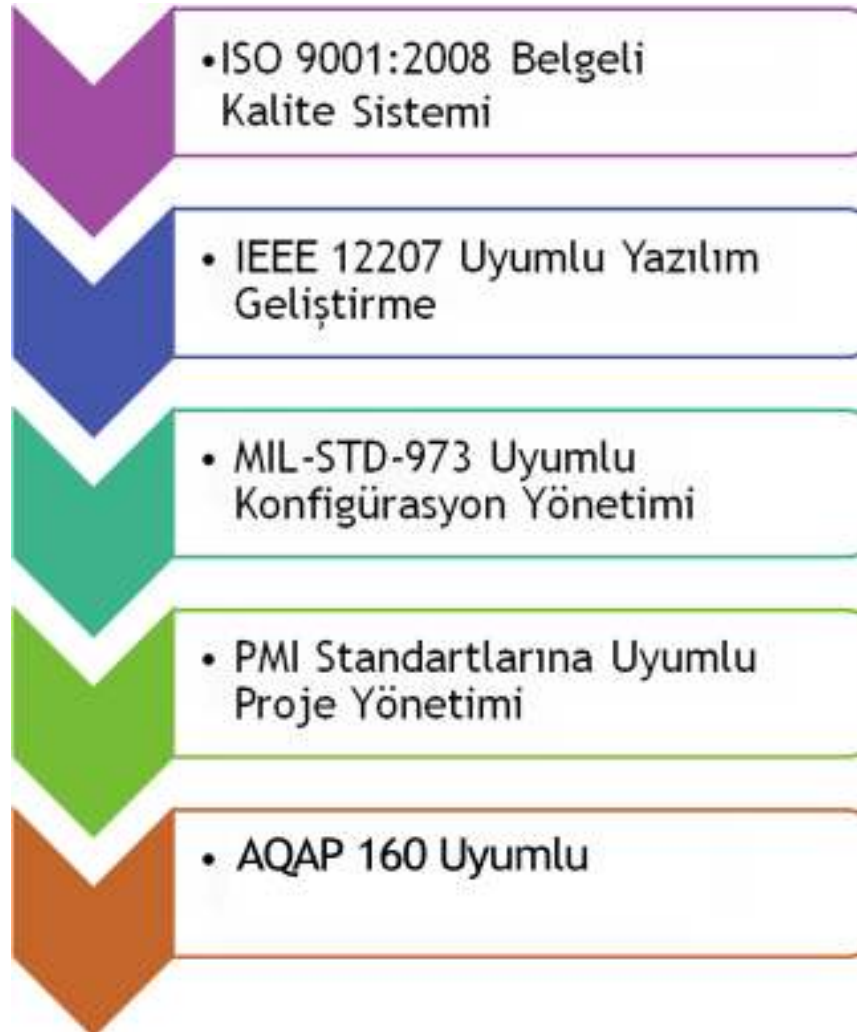 •ISO 9001:2008 Belgeli
Kalite Sistemi
• IEEE 12207 Uyumlu Yazılım
Geliştirme
• MIL-STD-973 Uyumlu
Konfigürasyon Yönetimi
• PMI Standartlarına Uyumlu
Proje Yönetimi
• AQAP 160 Uyumlu